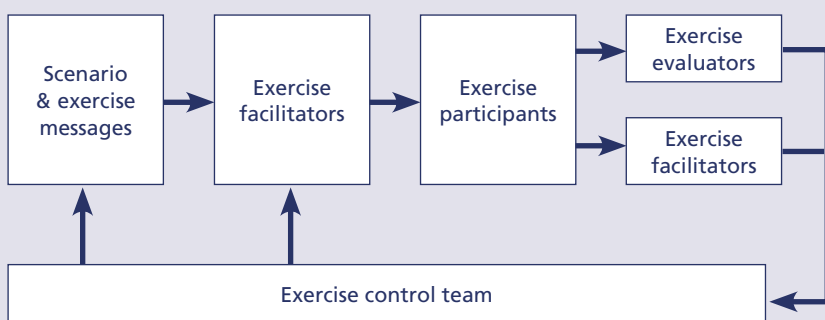 Scenario
& exercise
messages
Exercise
facilitators
Exercise
participants
Exercise
evaluators
Exercise
facilitators
Exercise control team